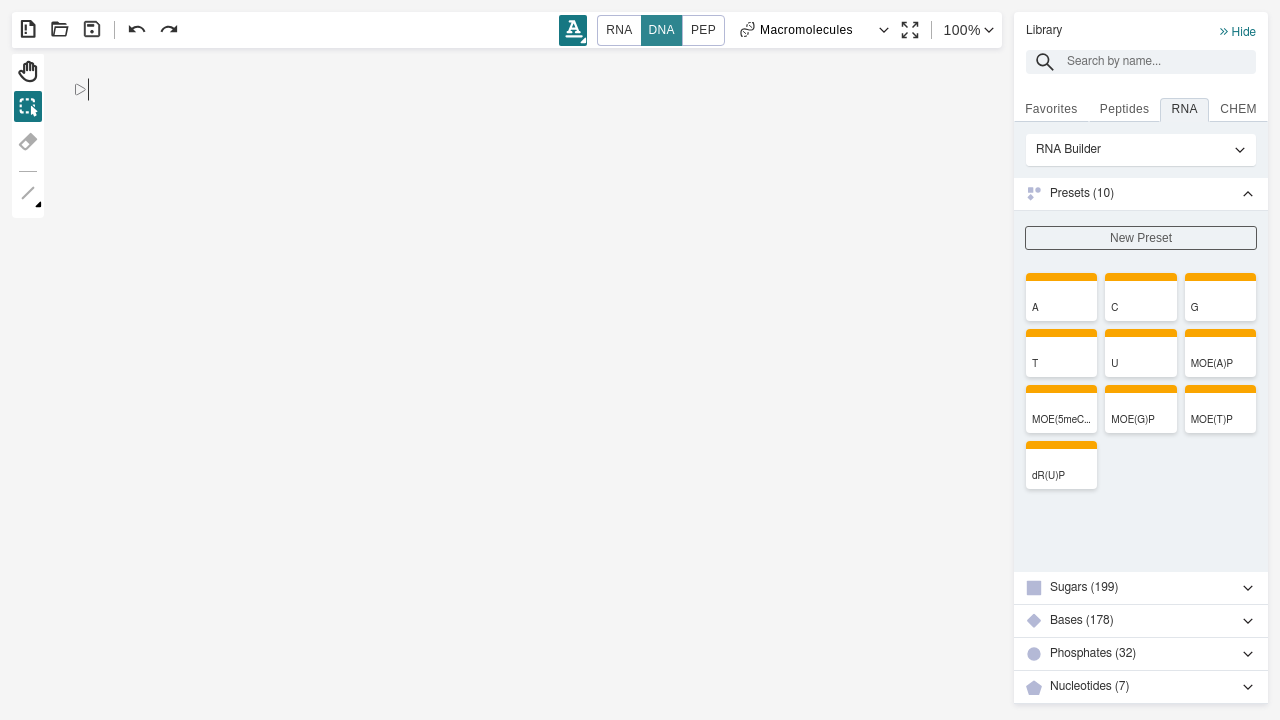 A
RNA DNA PEP
Macromolecules
100%
Library
Hide
Search by name...
Favorites Peptides RNA CHEM
RNA Builder
Presets (10)
New Preset
A C G
T U MOE(A)P
MOE(5meC... MOE(G)P MOE(T)P
dR(U)P
Sugars (199)
Bases (178)
Phosphates (32)
Nucleotides (7)